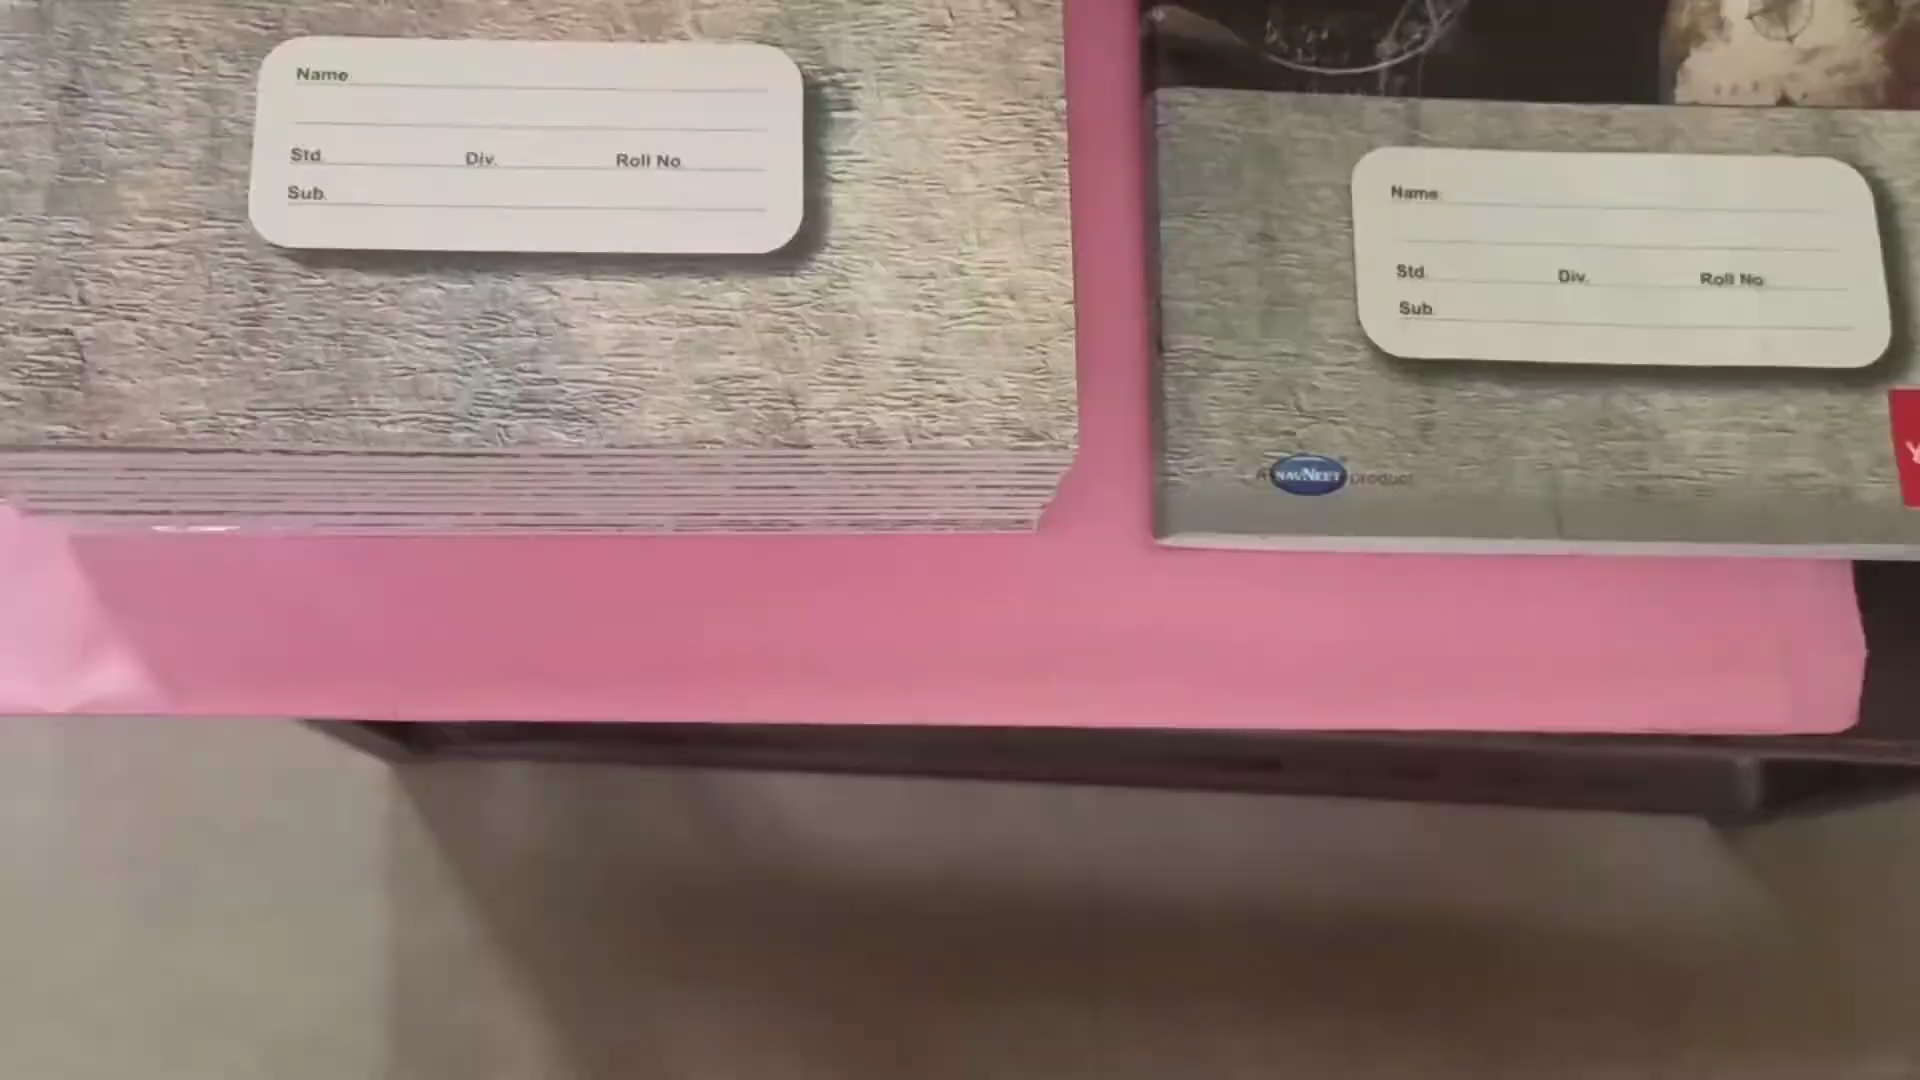 Name
Std. Div. Roll No.
Sub.
Name
Std. Div. Roll No.
Sub.
A NAVNEET product